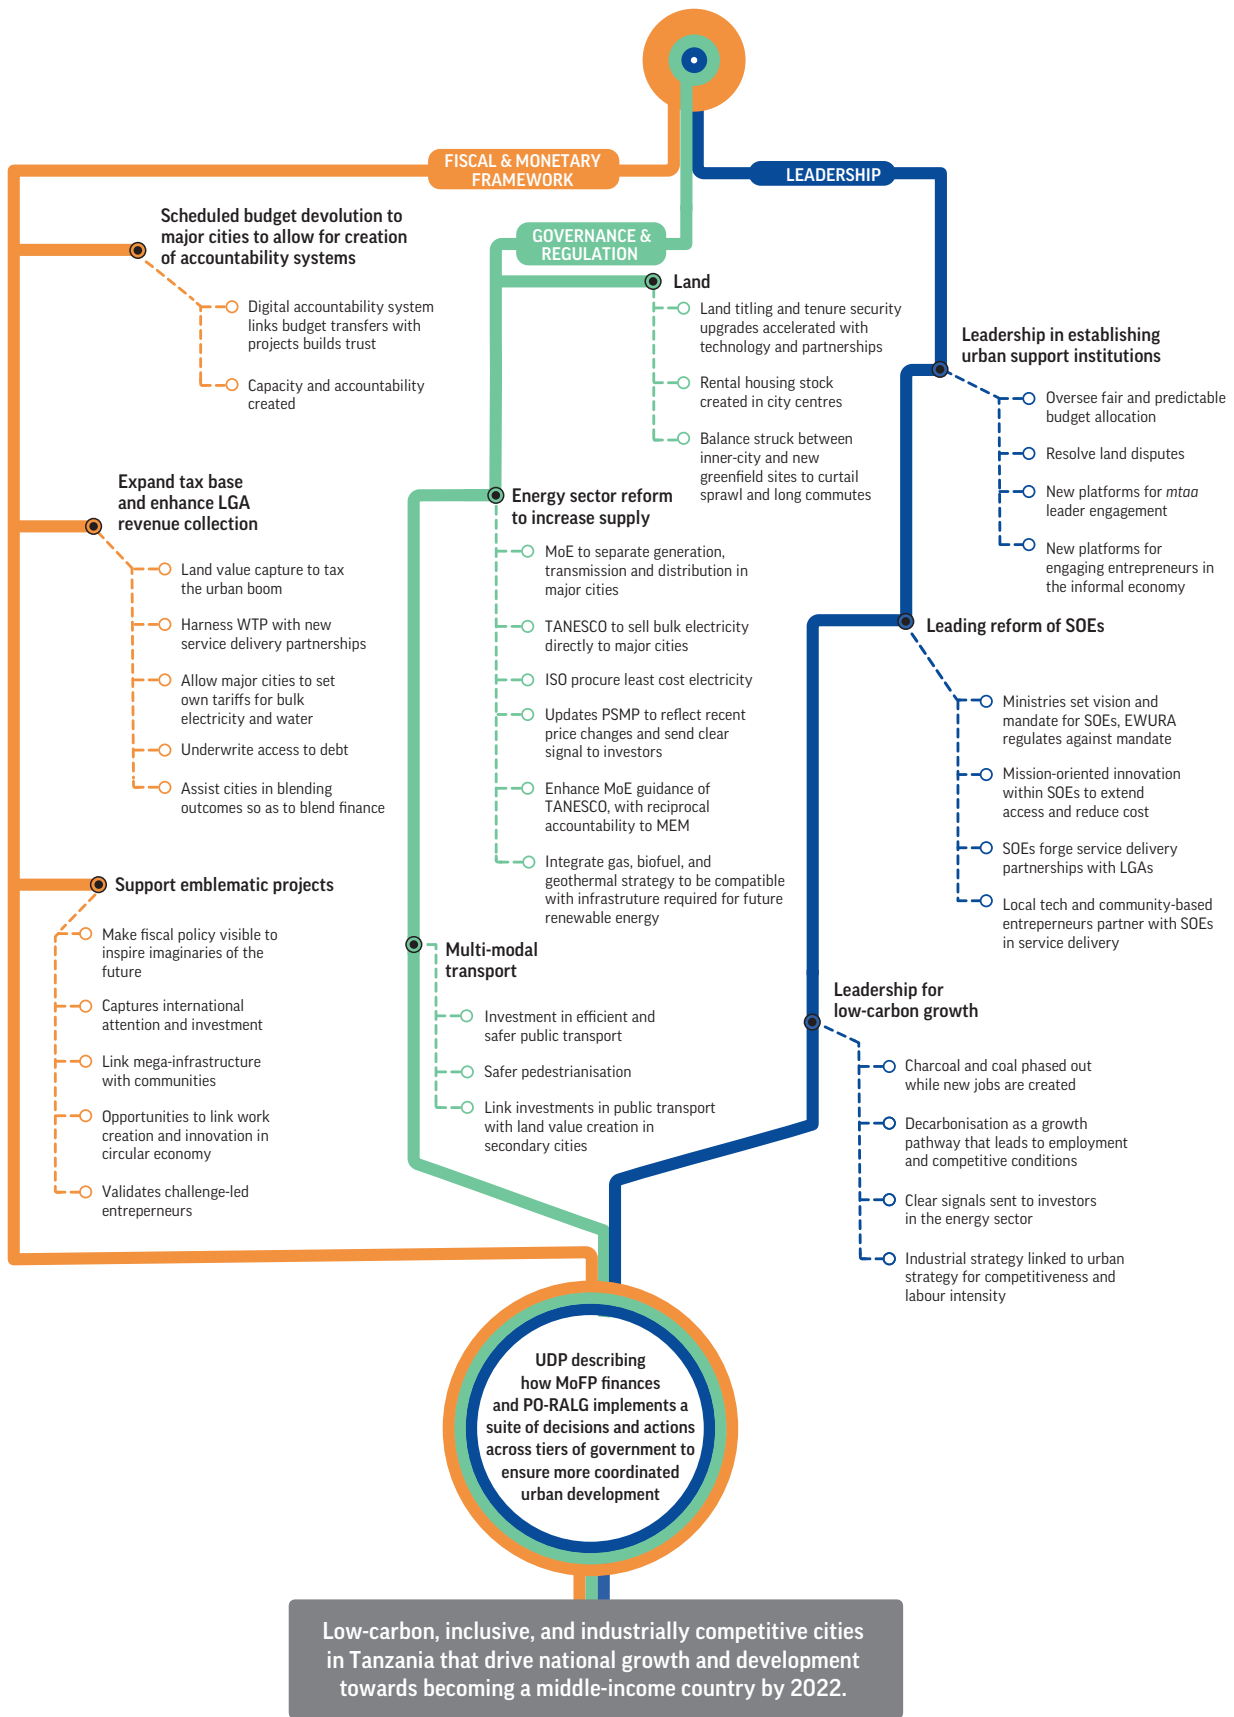 FISCAL & MONETARY
FRAMEWORK
Scheduled budget devolution to
major cities to allow for creation
of accountability systems
Digital accountability system
links budget transfers with
projects builds trust
Capacity and accountability
created
Expand tax base
and enhance LGA
revenue collection
Land value capture to tax
the urban boom
Harness WTP with new
service delivery partnerships
Allow major cities to set
own tariffs for bulk
electricity and water
Underwrite access to debt
Assist cities in blending
outcomes so as to blend finance
Support emblematic projects
Make fiscal policy visible to
inspire imaginaries of the
future
Captures international
attention and investment
Link mega-infrastructure
with communities
Opportunities to link work
creation and innovation in
circular economy
Validates challenge-led
entreperneurs
GOVERNANCE &
REGULATION
Land
Land titling and tenure security
upgrades accelerated with
technology and partnerships
Rental housing stock
created in city centres
Balance struck between
inner-city and new
greenfield sites to curtail
sprawl and long commutes
Energy sector reform
to increase supply
MoE to separate generation,
transmission and distribution in
major cities
TANESCO to sell bulk electricity
directly to major cities
ISO procure least cost electricity
Updates PSMP to reflect recent
price changes and send clear
signal to investors
Enhance MoE guidance of
TANESCO, with reciprocal
accountability to MEM
Integrate gas, biofuel, and
geothermal strategy to be compatible
with infrastruture required for future
renewable energy
Multi-modal
transport
Investment in efficient and
safer public transport
Safer pedestrianisation
Link investments in public transport
with land value creation in
secondary cities
LEADERSHIP
Leadership in establishing
urban support institutions
Oversee fair and predictable
budget allocation
Resolve land disputes
New platforms for mtaa
leader engagement
New platforms for
engaging entrepreneurs in
the informal economy
Leading reform of SOEs
Ministries set vision and
mandate for SOEs, EWURA
regulates against mandate
Mission-oriented innovation
within SOEs to extend
access and reduce cost
SOEs forge service delivery
partnerships with LGAs
Local tech and community-based
entreperneurs partner with SOEs
in service delivery
Leadership for
low-carbon growth
Charcoal and coal phased out
while new jobs are created
Decarbonisation as a growth
pathway that leads to employment
and competitive conditions
Clear signals sent to investors
in the energy sector
Industrial strategy linked to urban
strategy for competitiveness and
labour intensity
UDP describing
how MoFP finances
and PO-RALG implements a
suite of decisions and actions
across tiers of government to
ensure more coordinated
urban development
Low-carbon, inclusive, and industrially competitive cities
in Tanzania that drive national growth and development
towards becoming a middle-income country by 2022.